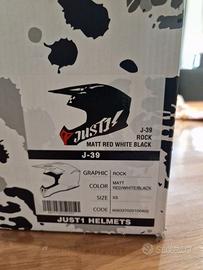 JUST1
J-39
ROCK
MATT RED WHITE BLACK
J-39
GRAPHIC ROCK
COLOR MATT
RED/WHITE/BLACK
SIZE XS
CODE
JUST1 HELMETS
subito